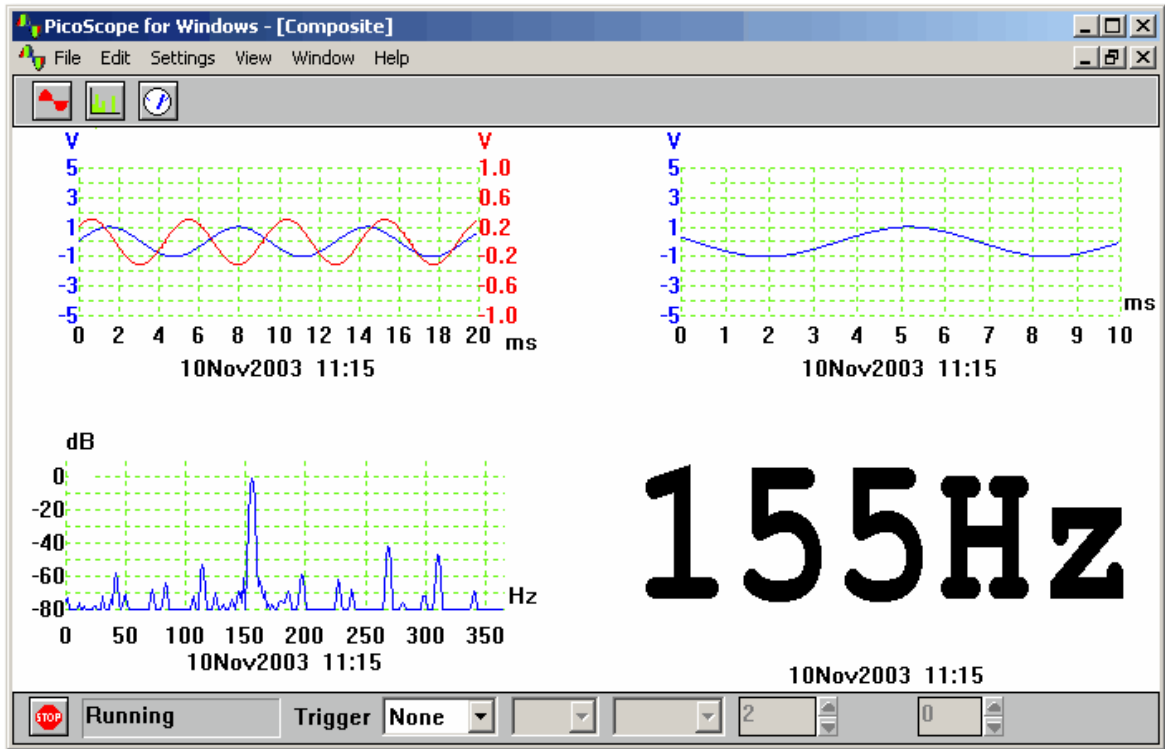 PicoScope for Windows - [Composite]
File Edit Settings View Window Help
V V
5 1.0
3 0.6
1 0.2
-1 -0.2
-3 -0.6
-5 -1.0
0 2 4 6 8 10 12 14 16 18 20 ms
10Nov2003 11:15
V
5
3
1
-1
-3
-5
ms
0 1 2 3 4 5 6 7 8 9 10
10Nov2003 11:15
dB
0
-20
-40
-60
-80
Hz
0 50 100 150 200 250 300 350
10Nov2003 11:15
155Hz
10Nov2003 11:15
STOP Running Trigger None 2 0